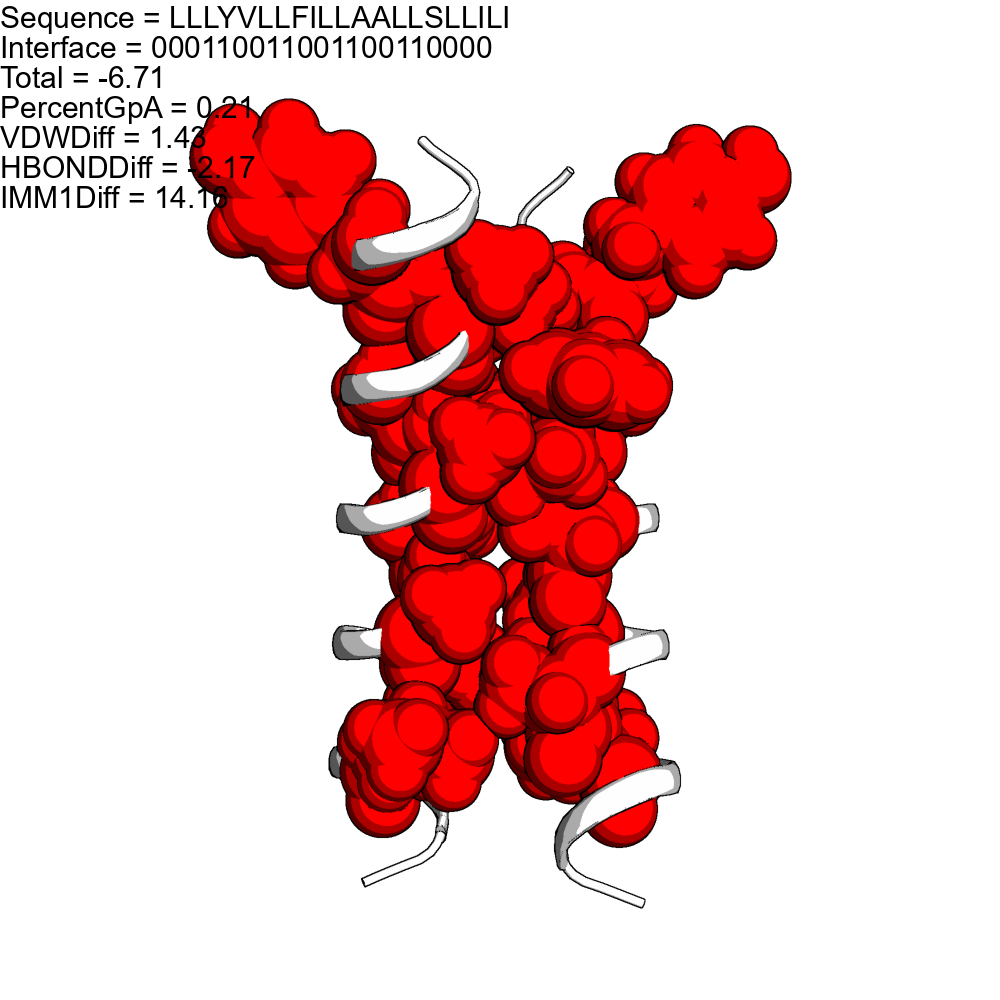 Sequence = LLLYVLLFILLAALLSLLILI
Interface = 000110011001100110000
Total = -6.71
PercentGpA = 0.21
VDWDiff = 1.43
HBONDDiff = -2.17
IMM1Diff = 14.16